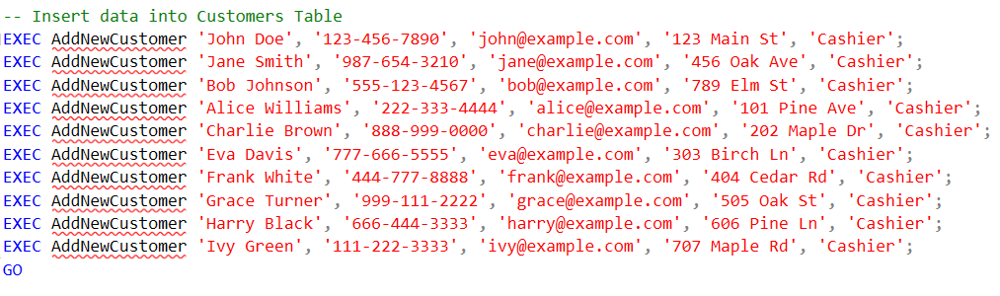 -- Insert data into Customers Table
EXEC AddNewCustomer 'John Doe', '123-456-7890', 'john@example.com', '123 Main St', 'Cashier';
EXEC AddNewCustomer 'Jane Smith', '987-654-3210', 'jane@example.com', '456 Oak Ave', 'Cashier';
EXEC AddNewCustomer 'Bob Johnson', '555-123-4567', 'bob@example.com', '789 Elm St', 'Cashier';
EXEC AddNewCustomer 'Alice Williams', '222-333-4444', 'alice@example.com', '101 Pine Ave', 'Cashier';
EXEC AddNewCustomer 'Charlie Brown', '888-999-0000', 'charlie@example.com', '202 Maple Dr', 'Cashier';
EXEC AddNewCustomer 'Eva Davis', '777-666-5555', 'eva@example.com', '303 Birch Ln', 'Cashier';
EXEC AddNewCustomer 'Frank White', '444-777-8888', 'frank@example.com', '404 Cedar Rd', 'Cashier';
EXEC AddNewCustomer 'Grace Turner', '999-111-2222', 'grace@example.com', '505 Oak St', 'Cashier';
EXEC AddNewCustomer 'Harry Black', '666-444-3333', 'harry@example.com', '606 Pine Ln', 'Cashier';
EXEC AddNewCustomer 'Ivy Green', '111-222-3333', 'ivy@example.com', '707 Maple Rd', 'Cashier';
GO